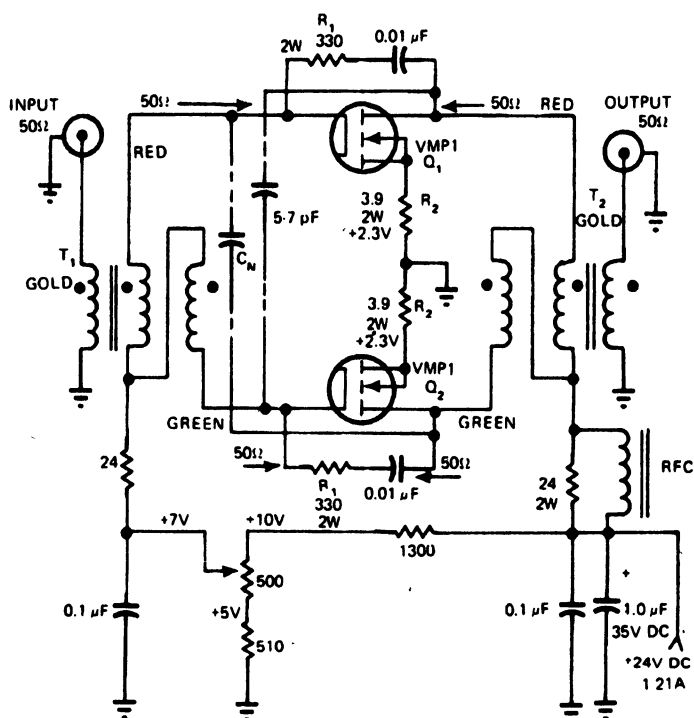 R1
330
0.01 µF
2W
INPUT
50Ω
50Ω
50Ω
RED
OUTPUT
50Ω
RED
VMP1
Q1
5·7 pF
3.9
2W
+2.3V
R2
T2
GOLD
T1
GOLD
CN
3.9
2W
+2.3V
R2
VMP1
Q2
GREEN
GREEN
50Ω
50Ω
R1
330
2W
0.01 µF
24
24
2W
RFC
+7V
+10V
1300
500
+5V
510
0.1 µF
0.1 µF
+
1.0 µF
35V DC
+24V DC
1 21A